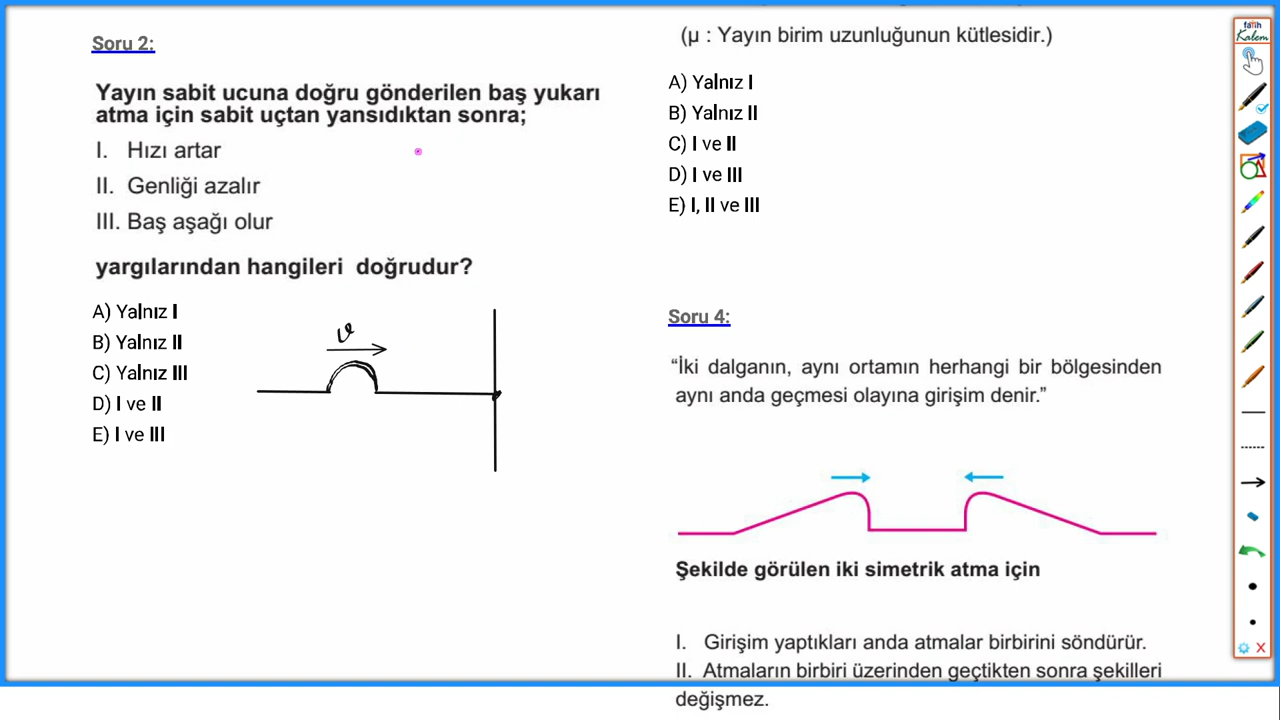 Soru 2:
Yayın sabit ucuna doğru gönderilen baş yukarı
atma için sabit uçtan yansıdıktan sonra;
I. Hızı artar
II. Genliği azalır
III. Baş aşağı olur
yargılarından hangileri doğrudur?
A) Yalnız I
B) Yalnız II
C) Yalnız III
D) I ve II
E) I ve III
(µ : Yayın birim uzunluğunun kütlesidir.)
A) Yalnız I
B) Yalnız II
C) I ve II
D) I ve III
E) I, II ve III
Soru 4:
“İki dalganın, aynı ortamın herhangi bir bölgesinden
aynı anda geçmesi olayına girişim denir.”
Şekilde görülen iki simetrik atma için
I. Girişim yaptıkları anda atmalar birbirini söndürür.
II. Atmaların birbiri üzerinden geçtikten sonra şekilleri
değişmez.
fatih
Kalem